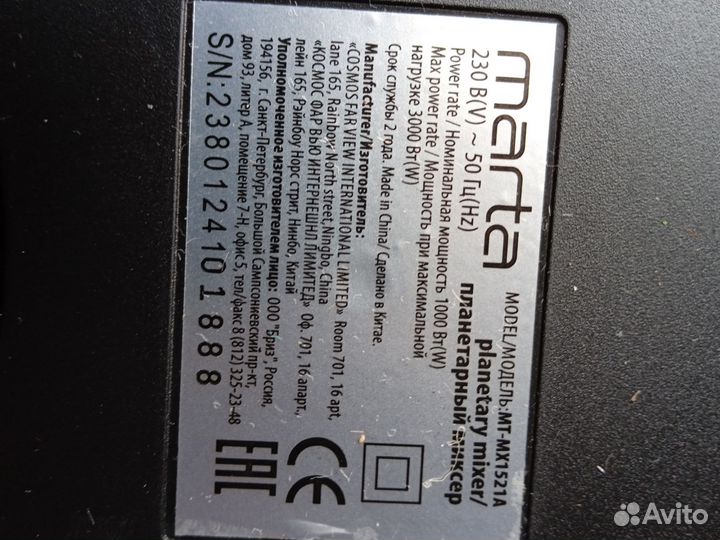 marta
MODEL/МОДЕЛЬ:MT-MX1521A
planetary mixer/
планетарный миксер
230 В(V) ~ 50 Гц(Hz)
Power rate / Номинальная мощность 1000 Вт(W)
Max power rate / Мощность при максимальной
нагрузке 3000 Вт(W)
Срок службы 2 года. Made in China/ Сделано в Китае.
Manufacturer/Изготовитель:
«COSMOS FAR VIEW INTERNATIONAL LIMITED» Room 701, 16 apt,
lane 165, Rainbow North street, Ningbo, China
«КОСМОС ФАР ВЬЮ ИНТЕРНЕШНЛ ЛИМИТЕД» Оф. 701, 16 апарт.,
лейн 165, Рэйнбоу Норс стрит, Нинбо, Китай
Уполномоченное изготовителем лицо: ООО "Бриз", Россия,
194156, г. Санкт-Петербург, Большой Сампсониевский пр-кт,
дом 93, литер А, помещение 7-Н, офис 5, тел/факс 8 (812) 325-23-48
S/N:2380124101888
CE
EAC
Avito